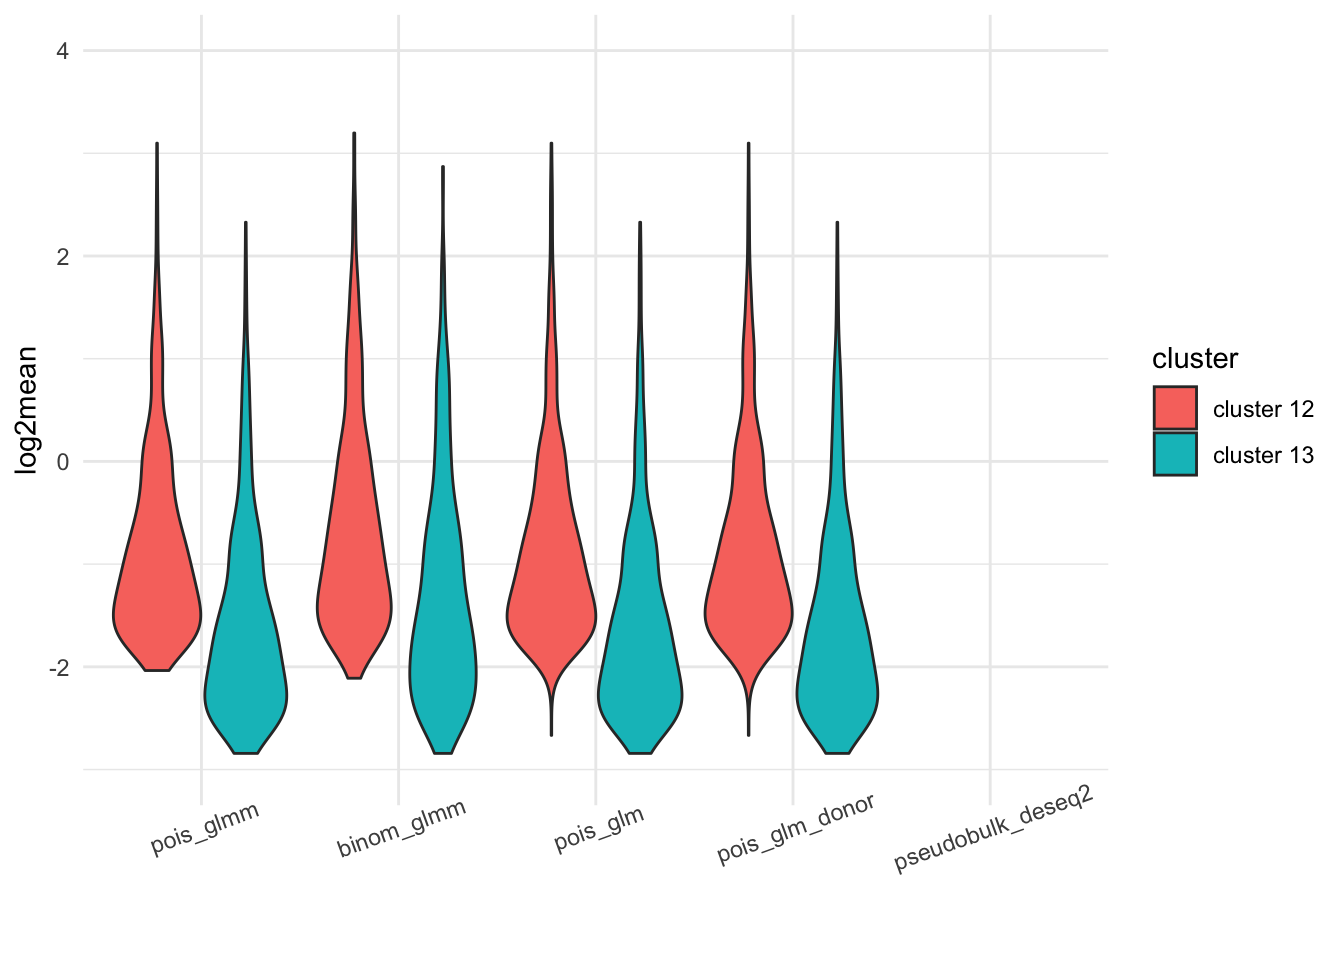 4
2
0
-2
log2mean
pois_glmm
binom_glmm
pois_glm
pois_glm_donor
pseudobulk_deseq2
cluster
cluster 12
cluster 13